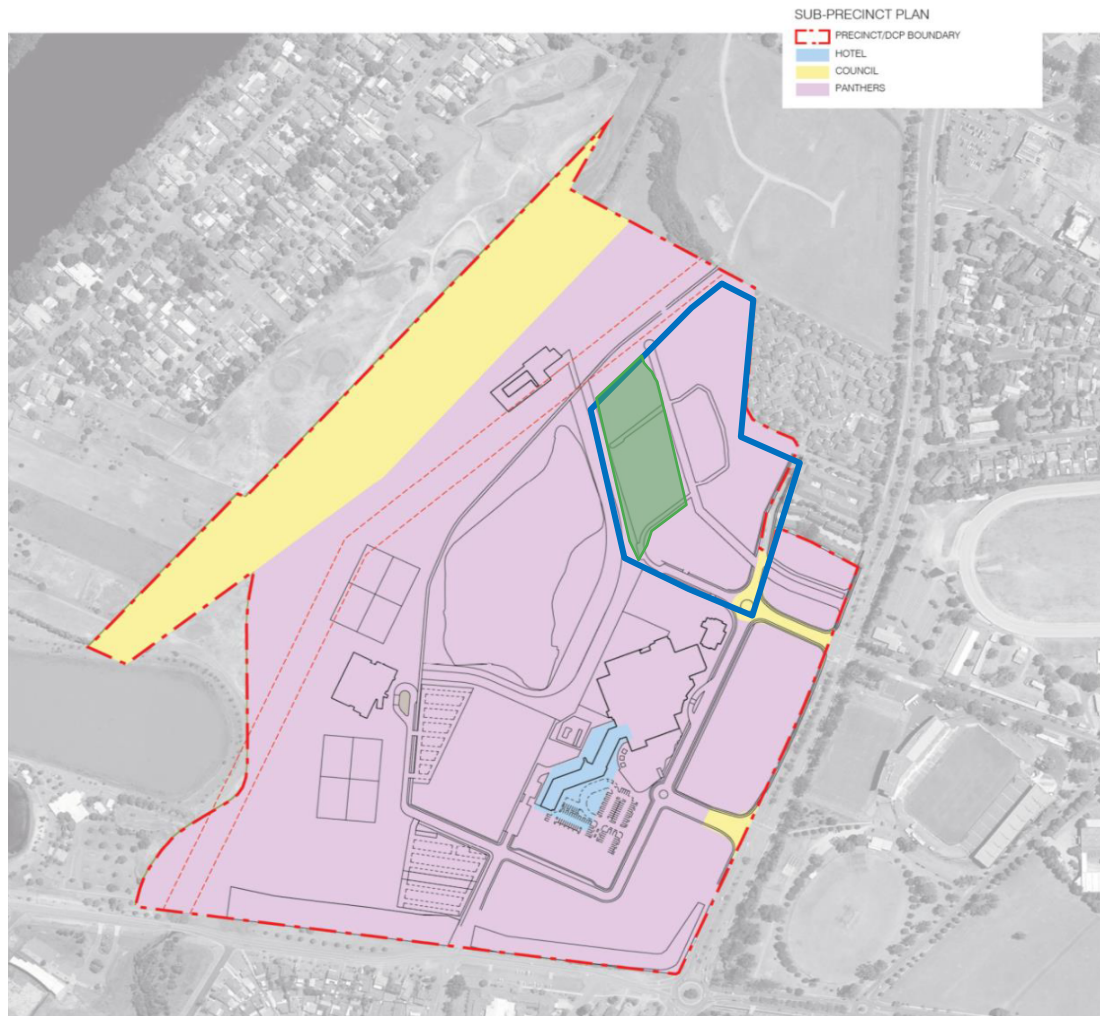 SUB-PRECINCT PLAN
PRECINCT/DCP BOUNDARY
HOTEL
COUNCIL
PANTHERS